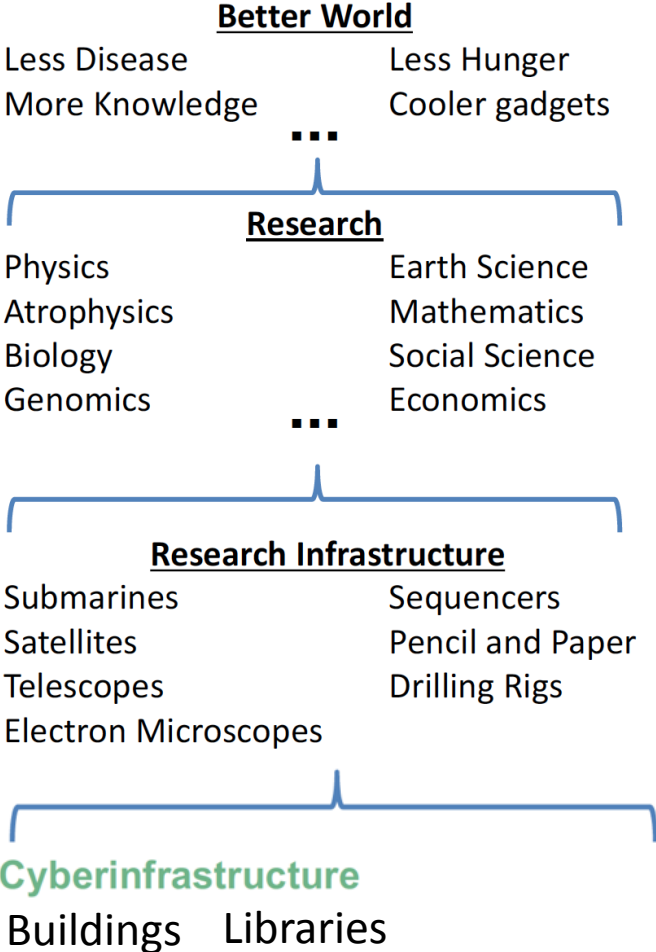 Better World
Less Disease Less Hunger
More Knowledge Cooler gadgets
...
Research
Physics Earth Science
Atrophysics Mathematics
Biology Social Science
Genomics Economics
...
Research Infrastructure
Submarines Sequencers
Satellites Pencil and Paper
Telescopes Drilling Rigs
Electron Microscopes
Cyberinfrastructure
Buildings Libraries